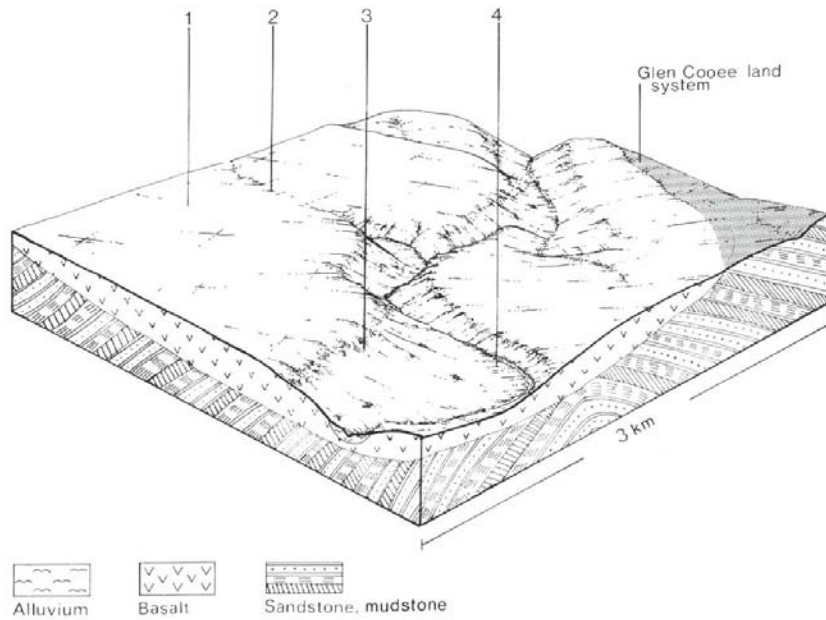 1 2 3 4
Glen Cooee land
system
3 km
Alluvium Basalt Sandstone, mudstone